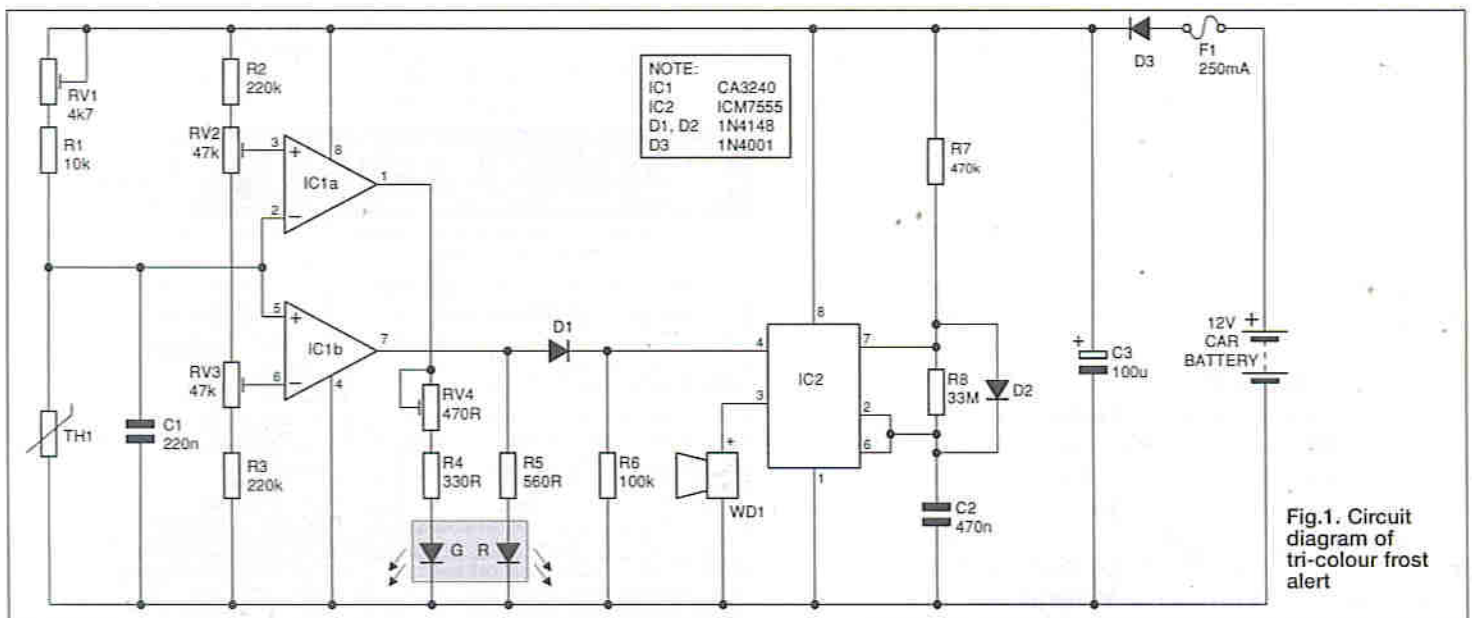 RV1
4k7
R1
10k
TH1
C1
220n
R2
220k
RV2
47k
RV3
47k
R3
220k
3
+
8
IC1a
1
2
−
5
+
IC1b
7
6
−
4
RV4
470R
R4
330R
G R
R5
560R
D1
R6
100k
NOTE:
IC1 CA3240
IC2 ICM7555
D1, D2 1N4148
D3 1N4001
8
4
7
IC2
3
2
6
1
+
WD1
R7
470k
R8
33M
D2
C2
470n
+
C3
100u
D3
F1
250mA
12V
CAR
BATTERY
+
Fig.1. Circuit
diagram of
tri-colour frost
alert